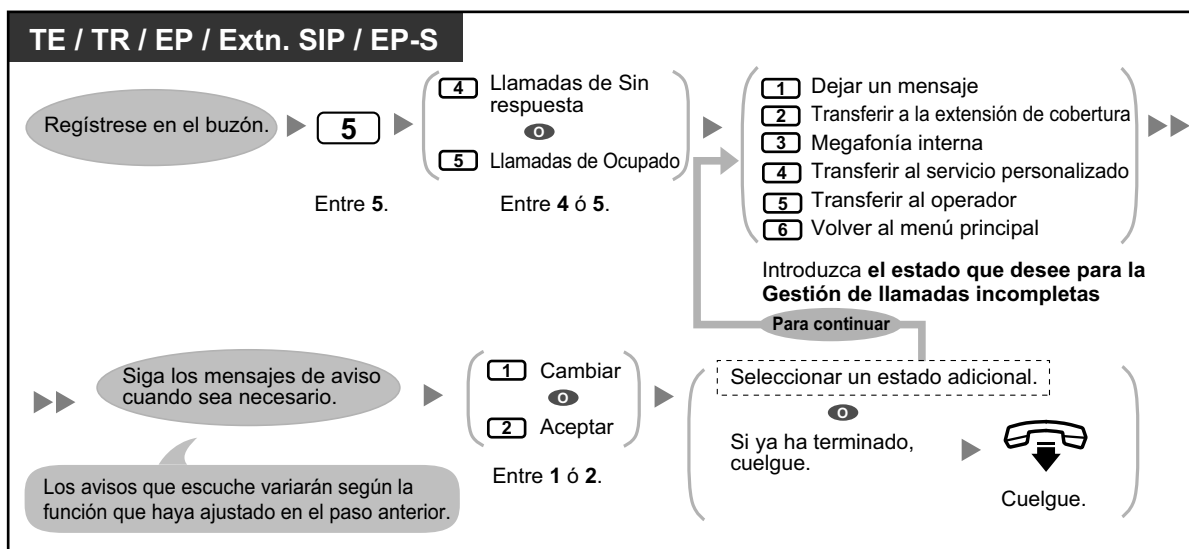 TE / TR / EP / Extn. SIP / EP-S
Regístrese en el buzón.
5
Entre 5.
4 Llamadas de Sin
respuesta
O
5 Llamadas de Ocupado
Entre 4 ó 5.
1 Dejar un mensaje
2 Transferir a la extensión de cobertura
3 Megafonía interna
4 Transferir al servicio personalizado
5 Transferir al operador
6 Volver al menú principal
Introduzca el estado que desee para la
Gestión de llamadas incompletas
Para continuar
Siga los mensajes de aviso
cuando sea necesario.
Los avisos que escuche variarán según la
función que haya ajustado en el paso anterior.
1 Cambiar
O
2 Aceptar
Entre 1 ó 2.
Seleccionar un estado adicional.
O
Si ya ha terminado,
cuelgue.
Cuelgue.